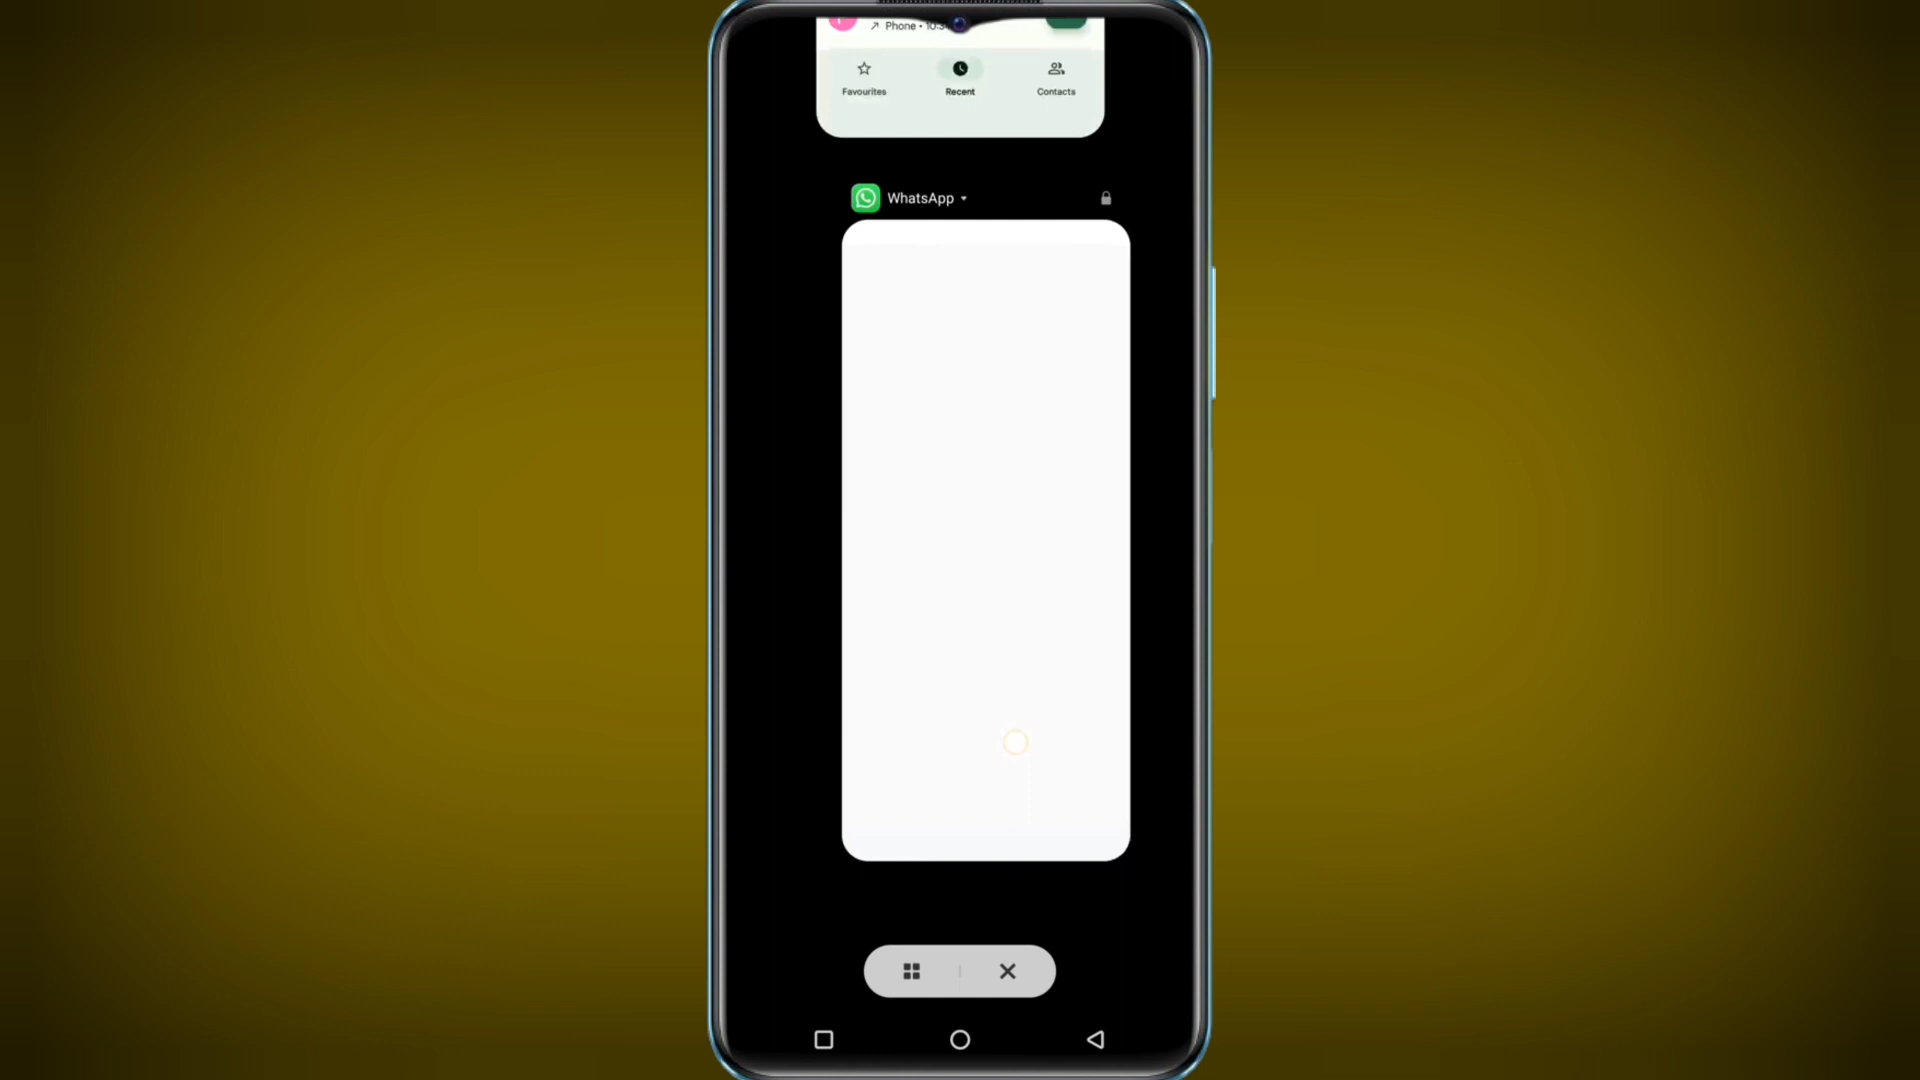 Phone •
Favourites
Recent
Contacts
WhatsApp